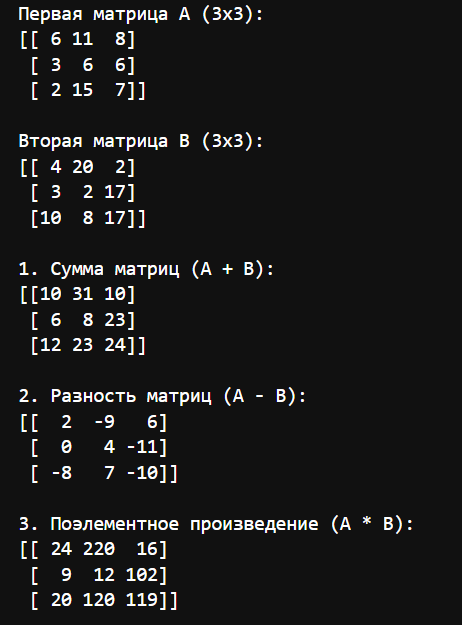 Первая матрица A (3x3):
[[ 6 11  8]
 [ 3  6  6]
 [ 2 15  7]]

Вторая матрица B (3x3):
[[ 4 20  2]
 [ 3  2 17]
 [10  8 17]]

1. Сумма матриц (A + B):
[[10 31 10]
 [ 6  8 23]
 [12 23 24]]

2. Разность матриц (A - B):
[[  2  -9   6]
 [  0   4 -11]
 [ -8   7 -10]]

3. Поэлементное произведение (A * B):
[[ 24 220  16]
 [  9  12 102]
 [ 20 120 119]]